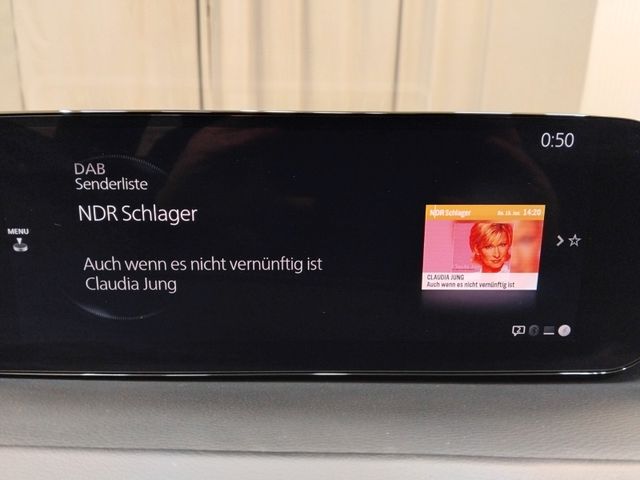 0:50
DAB
Senderliste
NDR Schlager
MENU
Auch wenn es nicht vernünftig ist
Claudia Jung
NDR Schlager 14:20
CLAUDIA JUNG
Auch wenn es nicht vernünftig ist
2